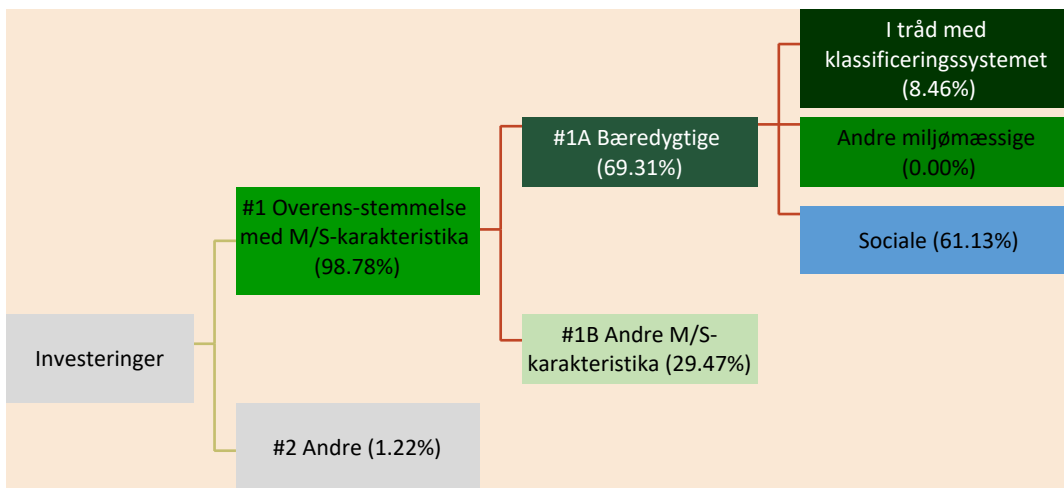 I tråd med
klassificeringssystemet
(8.46%)
#1A Bæredygtige
(69.31%)
Andre miljømæssige
(0.00%)
#1 Overens-stemmelse
med M/S-karakteristika
(98.78%)
Sociale (61.13%)
#1B Andre M/S-
karakteristika (29.47%)
Investeringer
#2 Andre (1.22%)